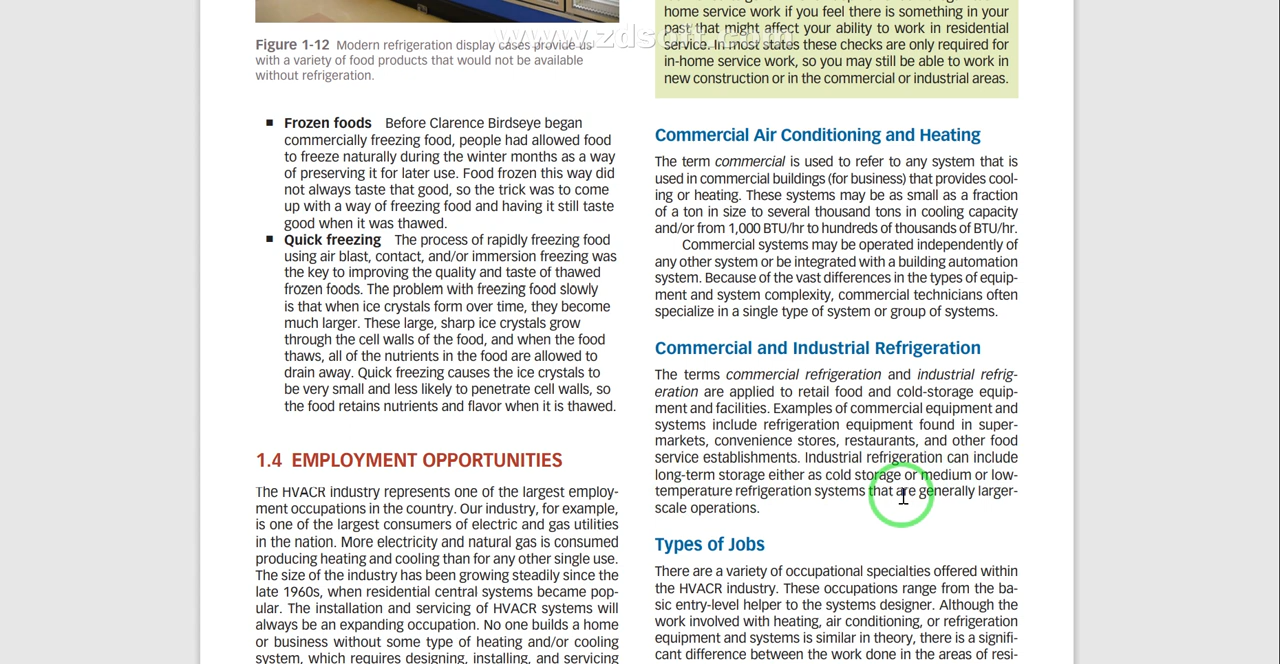 Figure 1-12 Modern refrigeration display cases provide us
with a variety of food products that would not be available
without refrigeration.
■ Frozen foods Before Clarence Birdseye began
commercially freezing food, people had allowed food
to freeze naturally during the winter months as a way
of preserving it for later use. Food frozen this way did
not always taste that good, so the trick was to come
up with a way of freezing food and having it still taste
good when it was thawed.
■ Quick freezing The process of rapidly freezing food
using air blast, contact, and/or immersion freezing was
the key to improving the quality and taste of thawed
frozen foods. The problem with freezing food slowly
is that when ice crystals form over time, they become
much larger. These large, sharp ice crystals grow
through the cell walls of the food, and when the food
thaws, all of the nutrients in the food are allowed to
drain away. Quick freezing causes the ice crystals to
be very small and less likely to penetrate cell walls, so
the food retains nutrients and flavor when it is thawed.
1.4 EMPLOYMENT OPPORTUNITIES
The HVACR industry represents one of the largest employ-
ment occupations in the country. Our industry, for example,
is one of the largest consumers of electric and gas utilities
in the nation. More electricity and natural gas is consumed
producing heating and cooling than for any other single use.
The size of the industry has been growing steadily since the
late 1960s, when residential central systems became pop-
ular. The installation and servicing of HVACR systems will
always be an expanding occupation. No one builds a home
or business without some type of heating and/or cooling
system, which requires designing, installing, and servicing
home service work if you feel there is something in your
past that might affect your ability to work in residential
service. In most states these checks are only required for
in-home service work, so you may still be able to work in
new construction or in the commercial or industrial areas.
Commercial Air Conditioning and Heating
The term commercial is used to refer to any system that is
used in commercial buildings (for business) that provides cool-
ing or heating. These systems may be as small as a fraction
of a ton in size to several thousand tons in cooling capacity
and/or from 1,000 BTU/hr to hundreds of thousands of BTU/hr.
Commercial systems may be operated independently of
any other system or be integrated with a building automation
system. Because of the vast differences in the types of equip-
ment and system complexity, commercial technicians often
specialize in a single type of system or group of systems.
Commercial and Industrial Refrigeration
The terms commercial refrigeration and industrial refrig-
eration are applied to retail food and cold-storage equip-
ment and facilities. Examples of commercial equipment and
systems include refrigeration equipment found in super-
markets, convenience stores, restaurants, and other food
service establishments. Industrial refrigeration can include
long-term storage either as cold storage or medium or low-
temperature refrigeration systems that are generally larger-
scale operations.
Types of Jobs
There are a variety of occupational specialties offered within
the HVACR industry. These occupations range from the ba-
sic entry-level helper to the systems designer. Although the
work involved with heating, air conditioning, or refrigeration
equipment and systems is similar in theory, there is a signifi-
cant difference between the work done in the areas of resi-
www.zdsoft.com